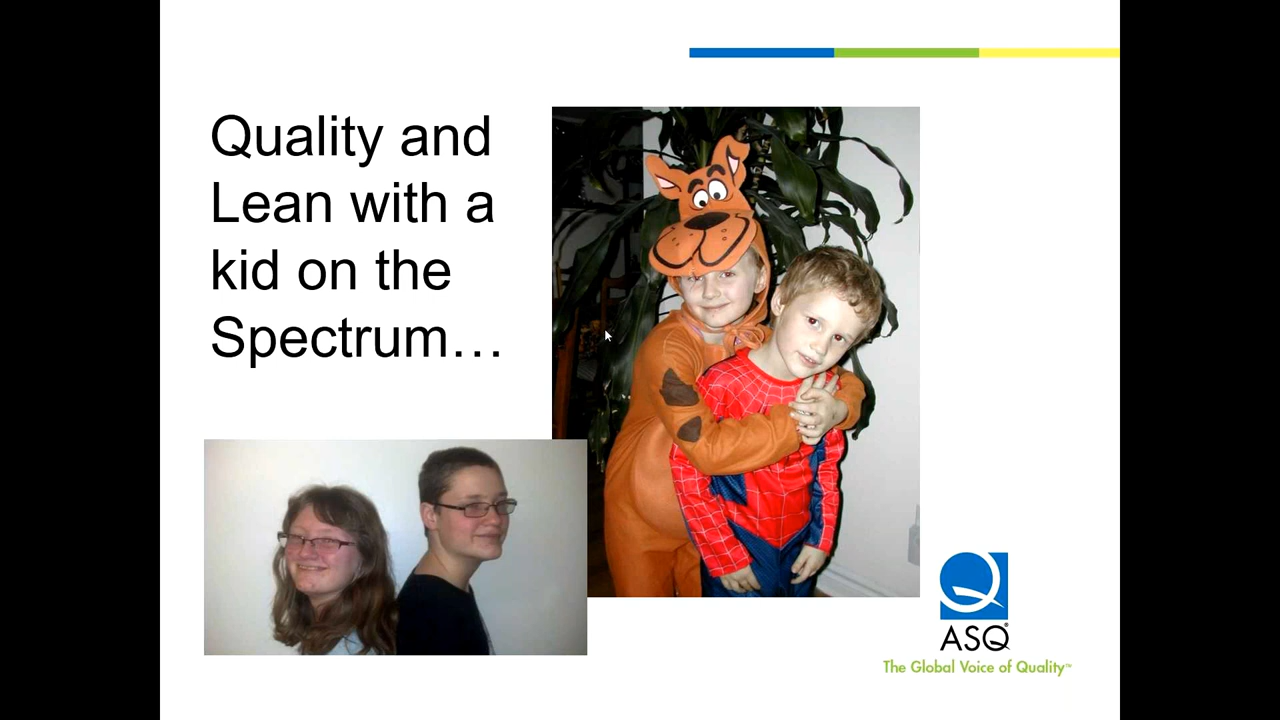 Quality and
Lean with a
kid on the
Spectrum…
ASQ®
The Global Voice of Quality™